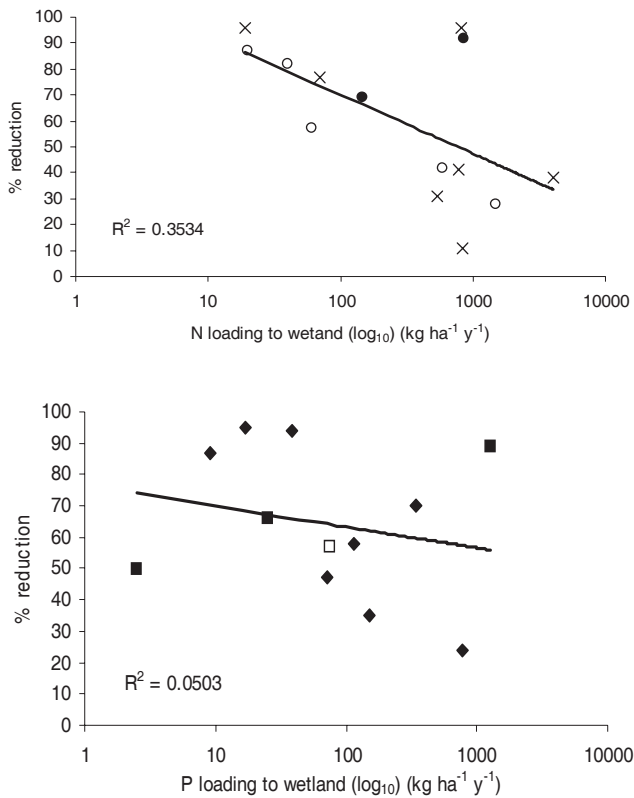 100
90
80
70
60
50
40
30
20
10
0
% reduction
R² = 0.3534
1 10 100 1000 10000
N loading to wetand (log₁₀) (kg ha⁻¹ y⁻¹)
100
90
80
70
60
50
40
30
20
10
0
% reduction
R² = 0.0503
1 10 100 1000 10000
P loading to wetland (log₁₀) (kg ha⁻¹ y⁻¹)